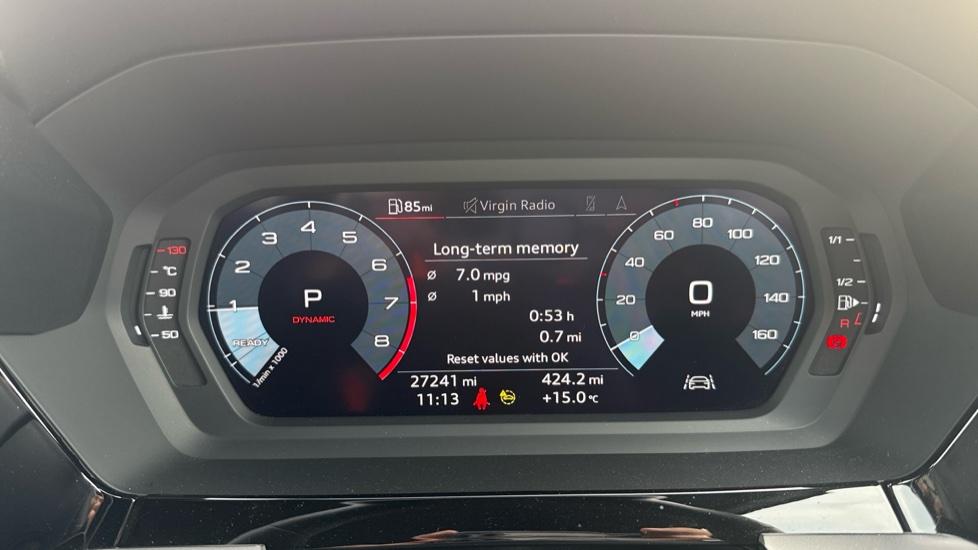 85mi Virgin Radio
Long-term memory
ø 7.0 mpg
ø 1 mph
0:53 h
0.7 mi
Reset values with OK
27241 mi 424.2 mi
11:13 +15.0 °C
1 2 3 4 5 6 7 8
READY
1/min x 1000
P
DYNAMIC
0 20 40 60 80 100 120 140 160
0
MPH
130
°C
90
50
1/1
1/2
R